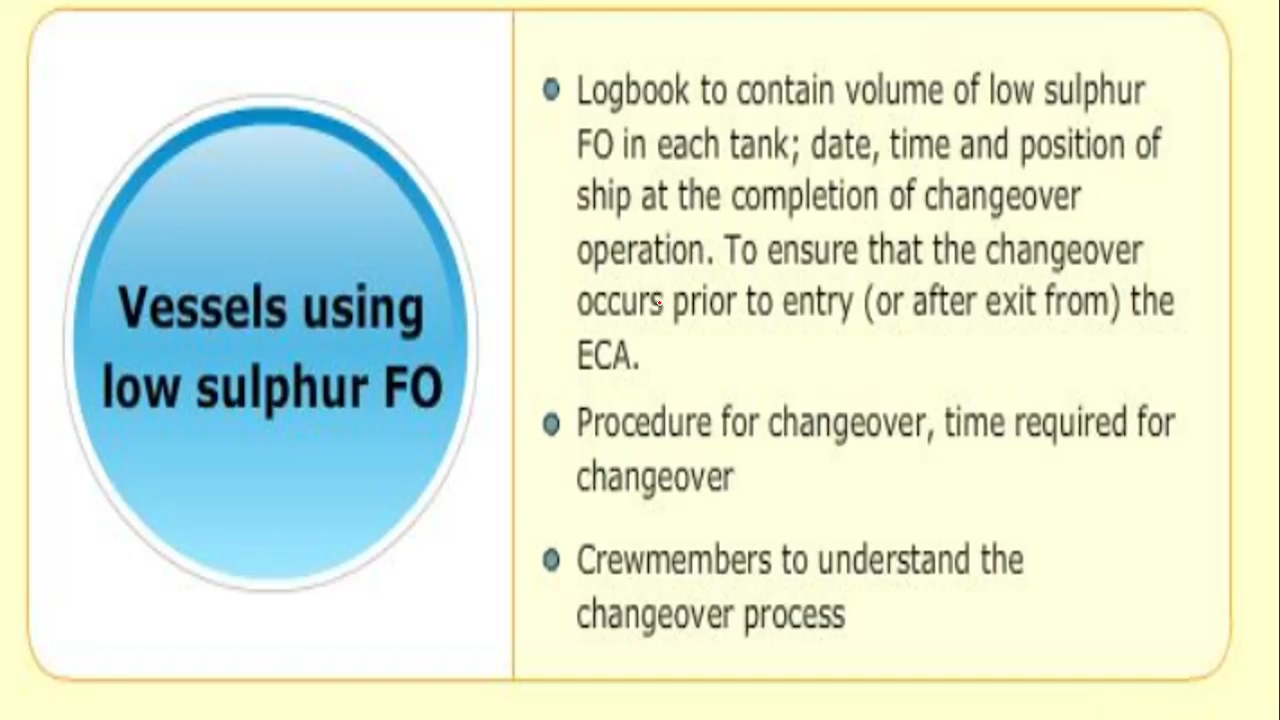 Vessels using
low sulphur FO
Logbook to contain volume of low sulphur
FO in each tank; date, time and position of
ship at the completion of changeover
operation. To ensure that the changeover
occurs prior to entry (or after exit from) the
ECA.
Procedure for changeover, time required for
changeover
Crewmembers to understand the
changeover process